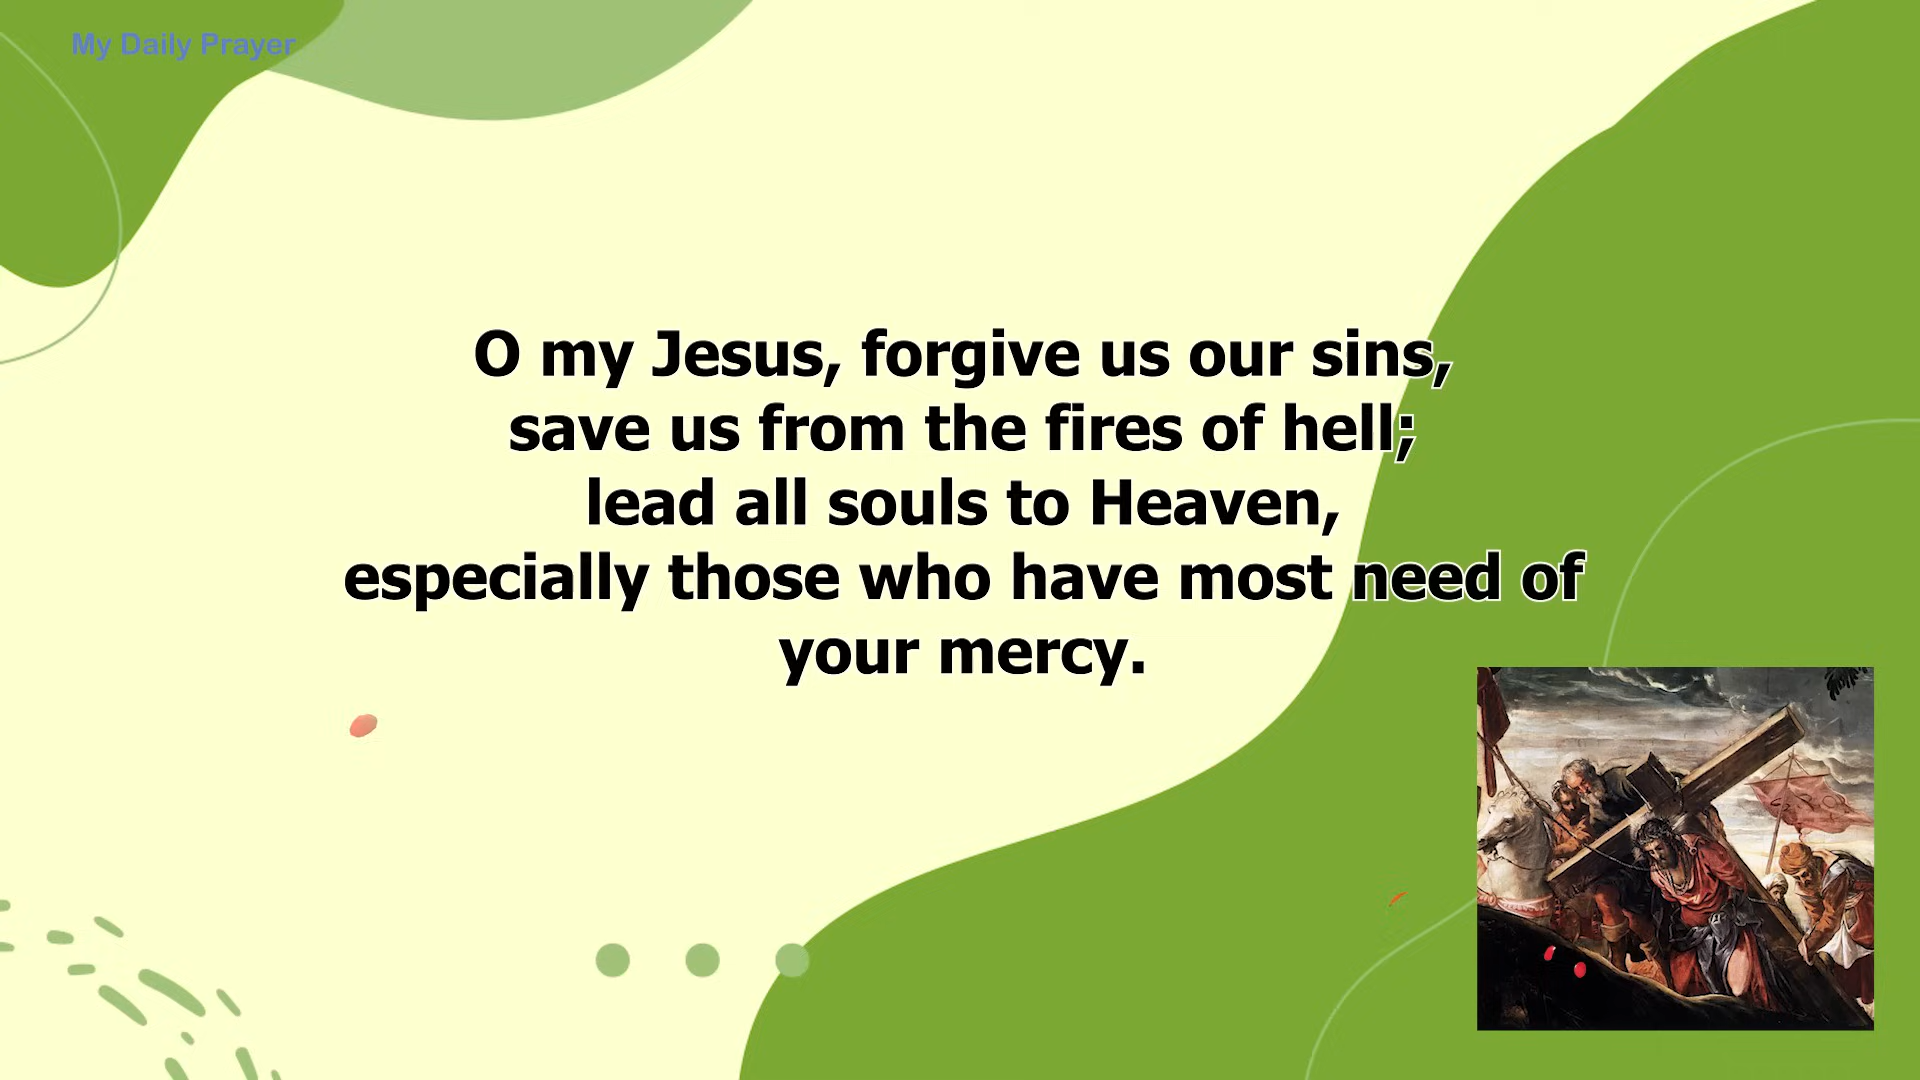 My Daily Prayer
O my Jesus, forgive us our sins,
save us from the fires of hell;
lead all souls to Heaven,
especially those who have most need of
your mercy.